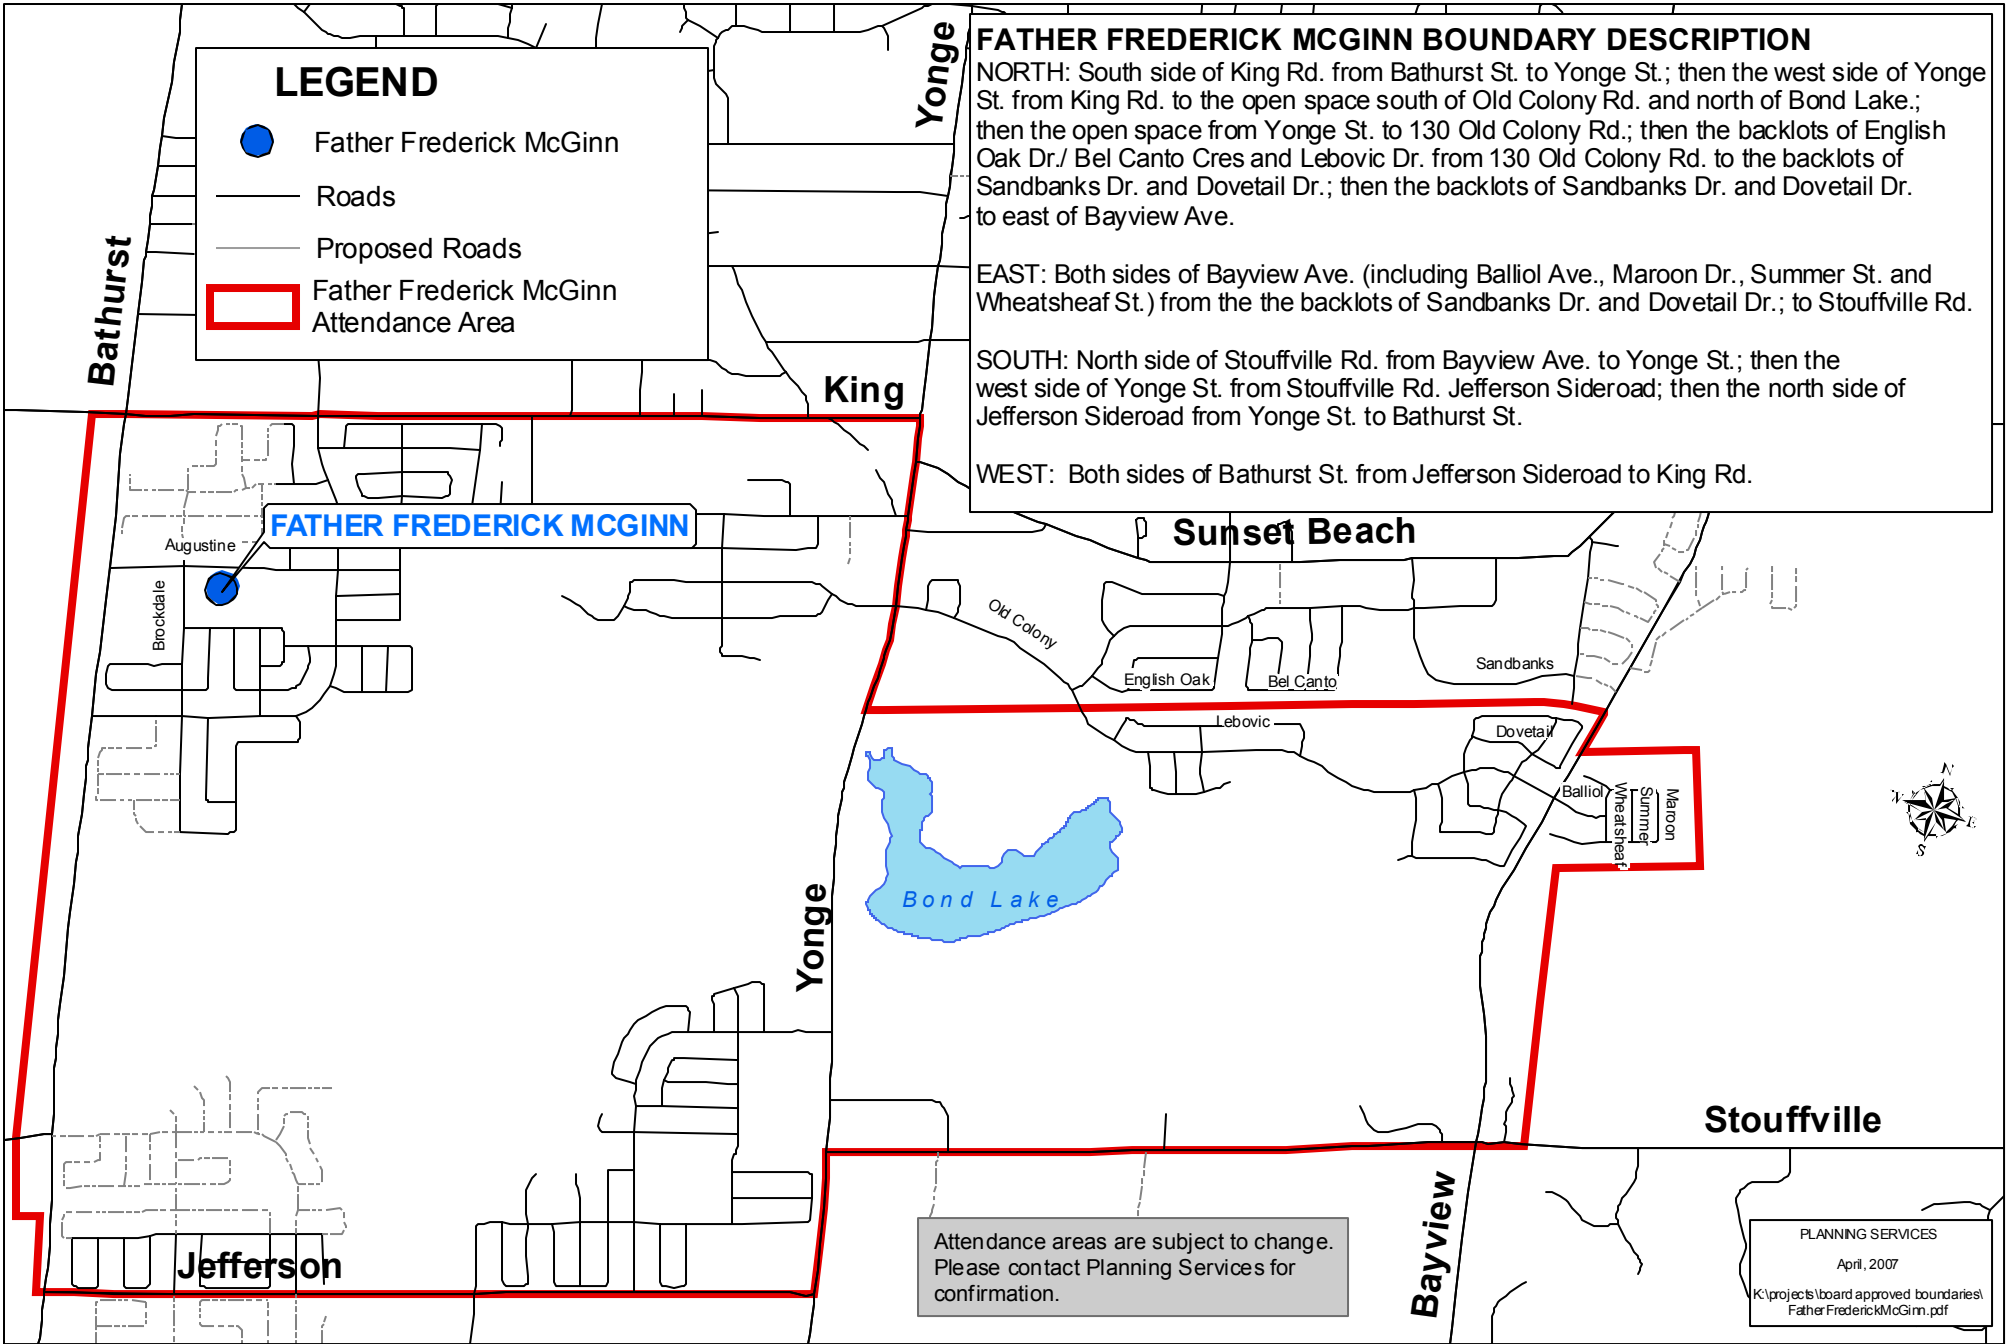 FATHER FREDERICK MCGINN BOUNDARY DESCRIPTION
NORTH: South side of King Rd. from Bathurst St. to Yonge St.; then the west side of Yonge
St. from King Rd. to the open space south of Old Colony Rd. and north of Bond Lake.;
then the open space from Yonge St. to 130 Old Colony Rd.; then the backlots of English
Oak Dr./ Bel Canto Cres and Lebovic Dr. from 130 Old Colony Rd. to the backlots of
Sandbanks Dr. and Dovetail Dr.; then the backlots of Sandbanks Dr. and Dovetail Dr.
to east of Bayview Ave.
EAST: Both sides of Bayview Ave. (including Balliol Ave., Maroon Dr., Summer St. and
Wheatsheaf St.) from the the backlots of Sandbanks Dr. and Dovetail Dr.; to Stouffville Rd.
SOUTH: North side of Stouffville Rd. from Bayview Ave. to Yonge St.; then the
west side of Yonge St. from Stouffville Rd. Jefferson Sideroad; then the north side of
Jefferson Sideroad from Yonge St. to Bathurst St.
WEST: Both sides of Bathurst St. from Jefferson Sideroad to King Rd.
LEGEND
Father Frederick McGinn
Roads
Proposed Roads
Father Frederick McGinn
Attendance Area
Yonge
Bathurst
King
FATHER FREDERICK MCGINN
Augustine
Brockdale
Sunset Beach
Old Colony
English Oak
Bel Canto
Sandbanks
Lebovic
Dovetail
Balliol
Wheatsheaf
Summer
Maroon
N
E
S
W
Bond Lake
Yonge
Stouffville
Bayview
Jefferson
Attendance areas are subject to change.
Please contact Planning Services for
confirmation.
PLANNING SERVICES
April, 2007
K:\projects\board approved boundaries\
FatherFrederickMcGinn.pdf